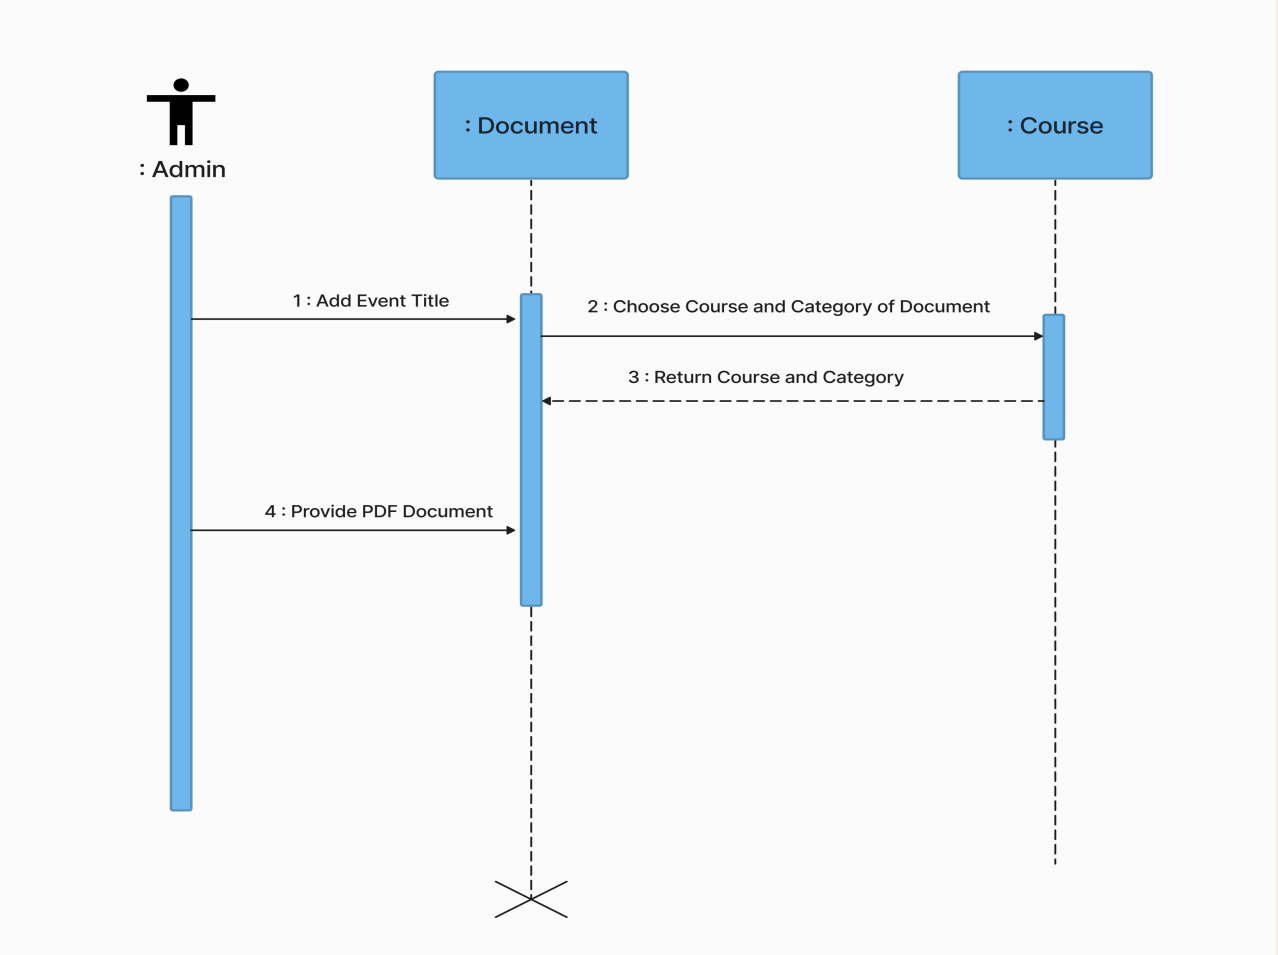 : Admin
: Document
: Course
1 : Add Event Title
2 : Choose Course and Category of Document
3 : Return Course and Category
4 : Provide PDF Document